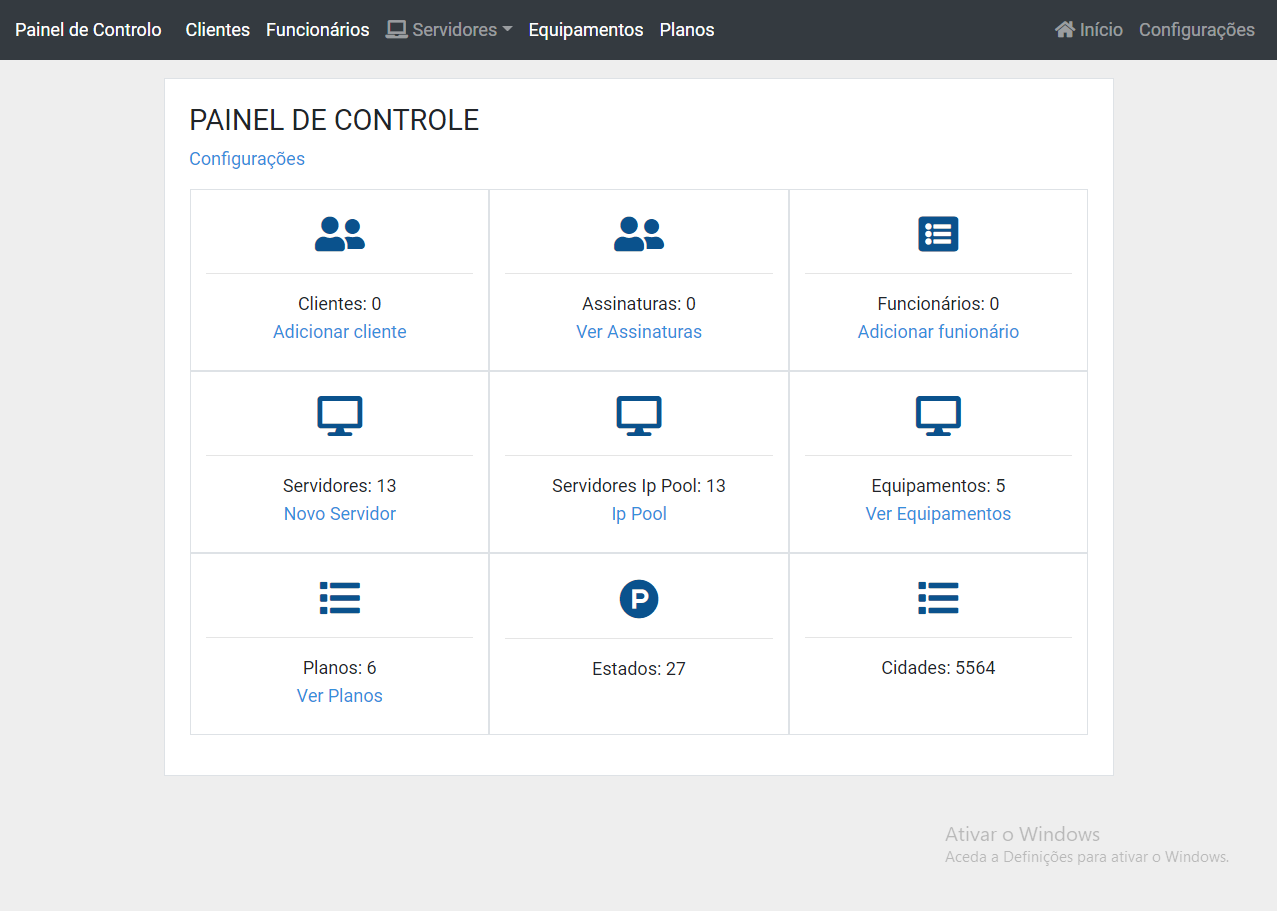 Painel de Controlo Clientes Funcionários Servidores Equipamentos Planos Início Configurações
PAINEL DE CONTROLE
Configurações
Clientes: 0
Adicionar cliente
Assinaturas: 0
Ver Assinaturas
Funcionários: 0
Adicionar funionário
Servidores: 13
Novo Servidor
Servidores Ip Pool: 13
Ip Pool
Equipamentos: 5
Ver Equipamentos
Planos: 6
Ver Planos
P
Estados: 27
Cidades: 5564
Ativar o Windows
Aceda a Definições para ativar o Windows.